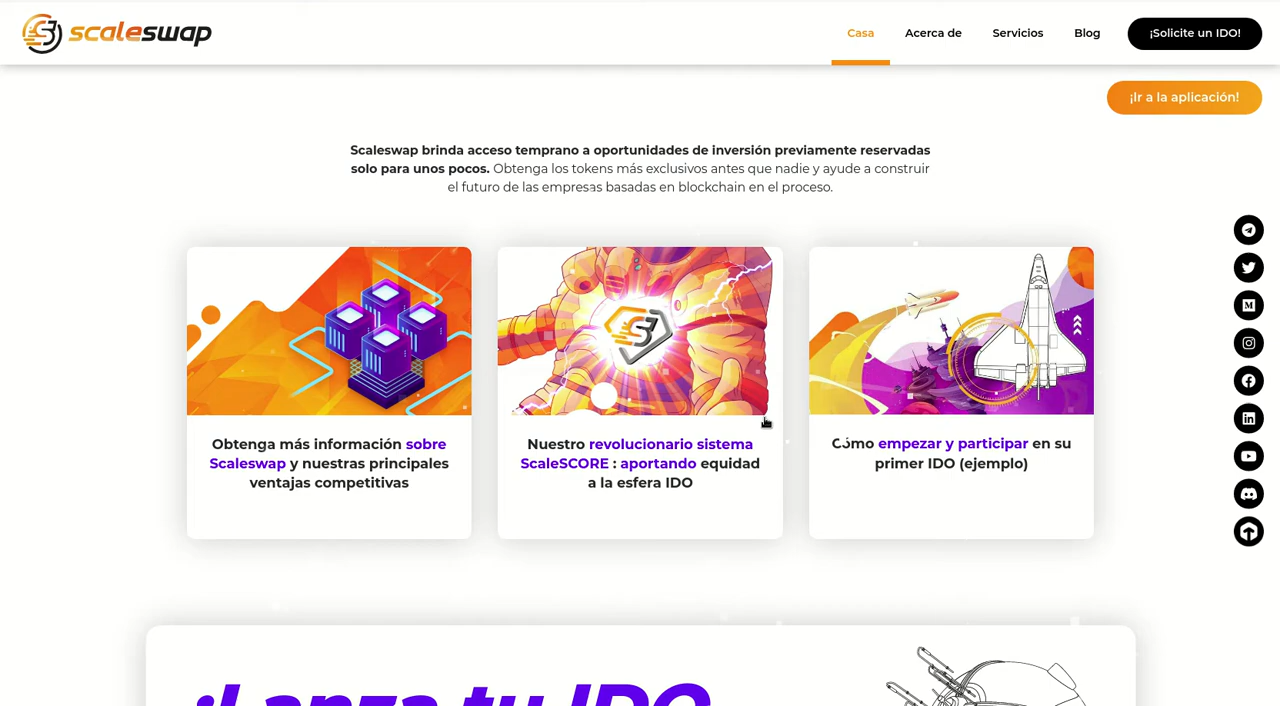 scaleswap
Casa
Acerca de
Servicios
Blog
¡Solicite un IDO!
¡Ir a la aplicación!
Scaleswap brinda acceso temprano a oportunidades de inversión previamente reservadas
solo para unos pocos. Obtenga los tokens más exclusivos antes que nadie y ayude a construir
el futuro de las empresas basadas en blockchain en el proceso.
Obtenga más información sobre
Scaleswap y nuestras principales
ventajas competitivas
Nuestro revolucionario sistema
ScaleSCORE : aportando equidad
a la esfera IDO
Cómo empezar y participar en su
primer IDO (ejemplo)
¡Lanza tu IDO